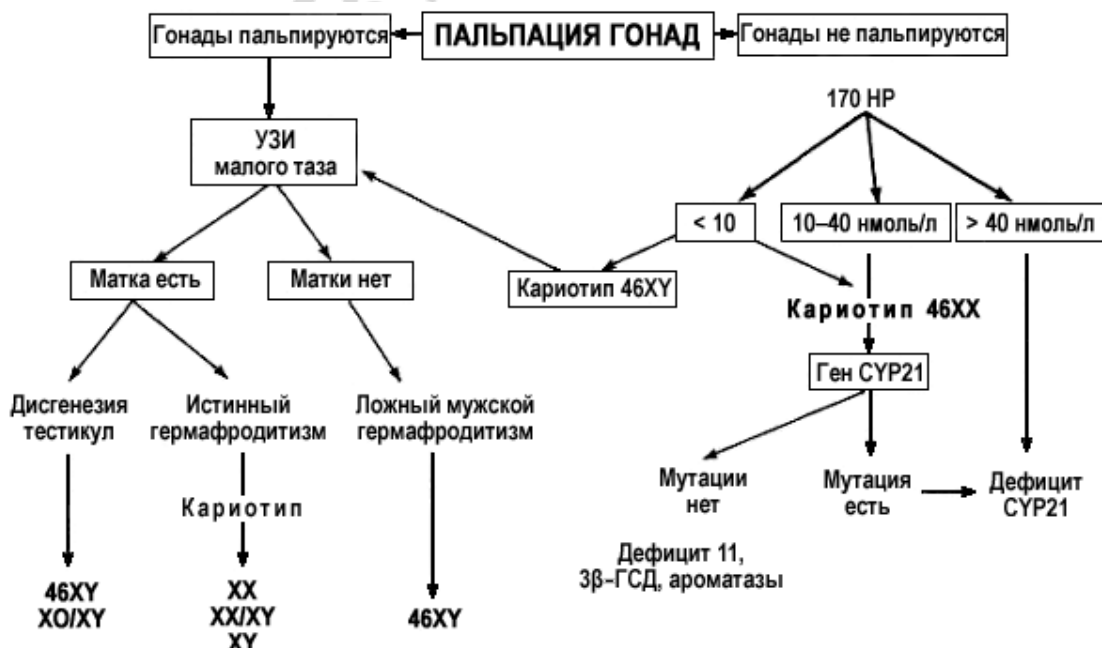 ПАЛЬПАЦИЯ ГОНАД
Гонады пальпируются
Гонады не пальпируются
УЗИ
малого таза
170 НР
< 10
10–40 нмоль/л
> 40 нмоль/л
Матка есть
Матки нет
Кариотип 46XY
Кариотип 46XX
Ген CYP21
Дисгенезия
тестикул
Истинный
гермафродитизм
Ложный мужской
гермафродитизм
Мутации
нет
Мутация
есть
Дефицит
CYP21
Кариотип
Дефицит 11,
3β-ГСД, ароматазы
46XY
XO/XY
XX
XX/XY
XY
46XY